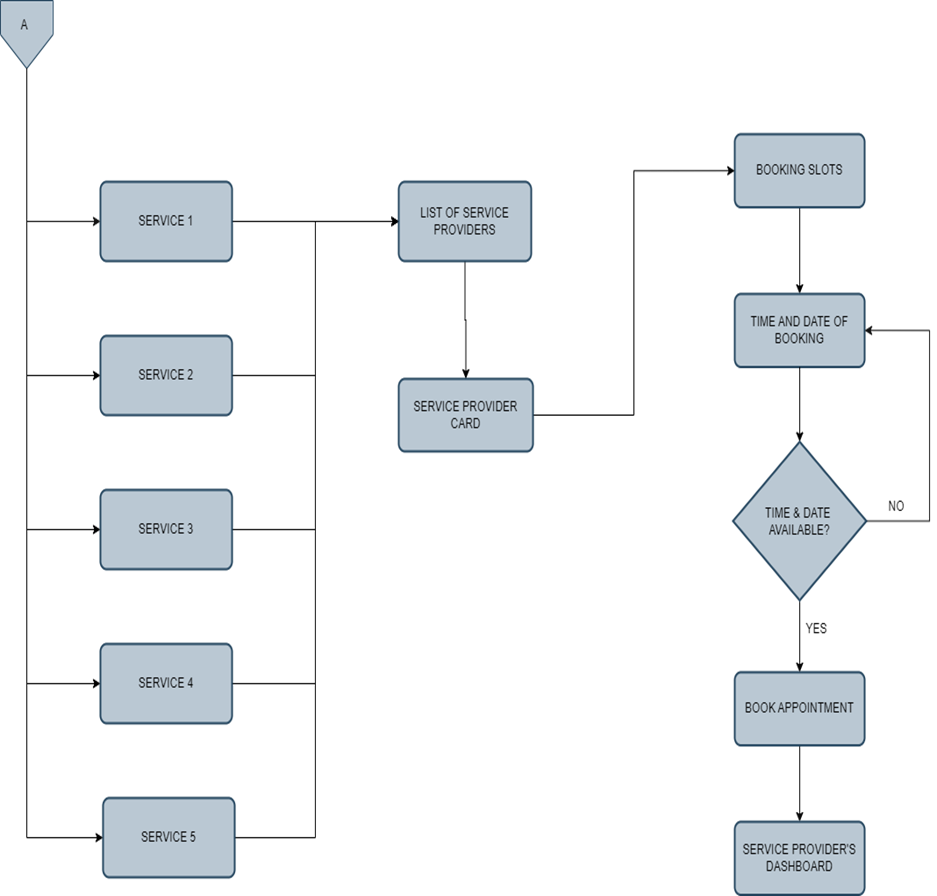 A
SERVICE 1
SERVICE 2
SERVICE 3
SERVICE 4
SERVICE 5
LIST OF SERVICE
PROVIDERS
SERVICE PROVIDER
CARD
BOOKING SLOTS
TIME AND DATE OF
BOOKING
TIME & DATE
AVAILABLE?
NO
YES
BOOK APPOINTMENT
SERVICE PROVIDER'S
DASHBOARD